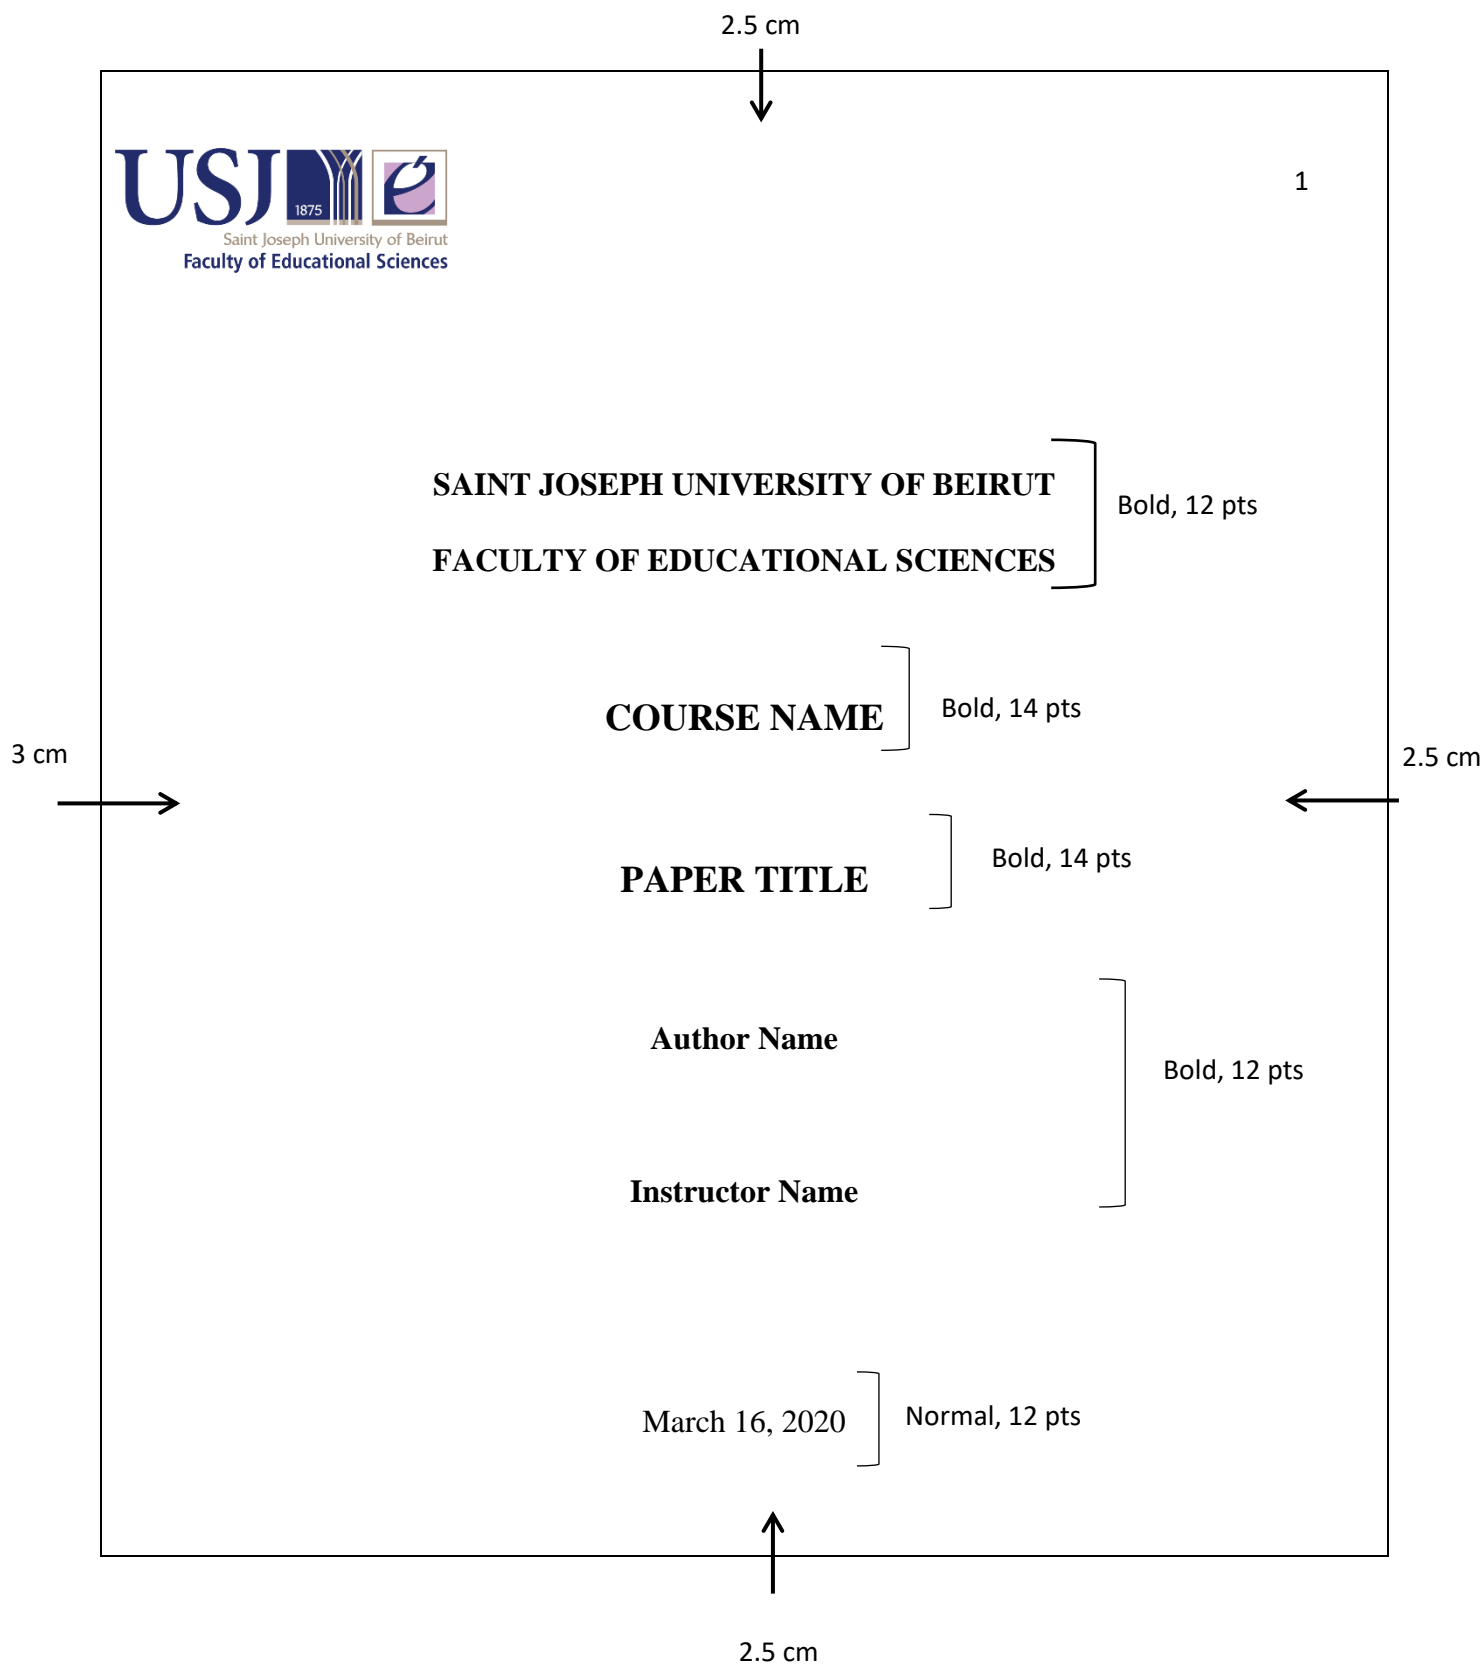 2.5 cm
USJ
1875
Saint Joseph University of Beirut
Faculty of Educational Sciences
1
SAINT JOSEPH UNIVERSITY OF BEIRUT
FACULTY OF EDUCATIONAL SCIENCES
Bold, 12 pts
COURSE NAME
Bold, 14 pts
3 cm
2.5 cm
PAPER TITLE
Bold, 14 pts
Author Name
Bold, 12 pts
Instructor Name
March 16, 2020
Normal, 12 pts
2.5 cm